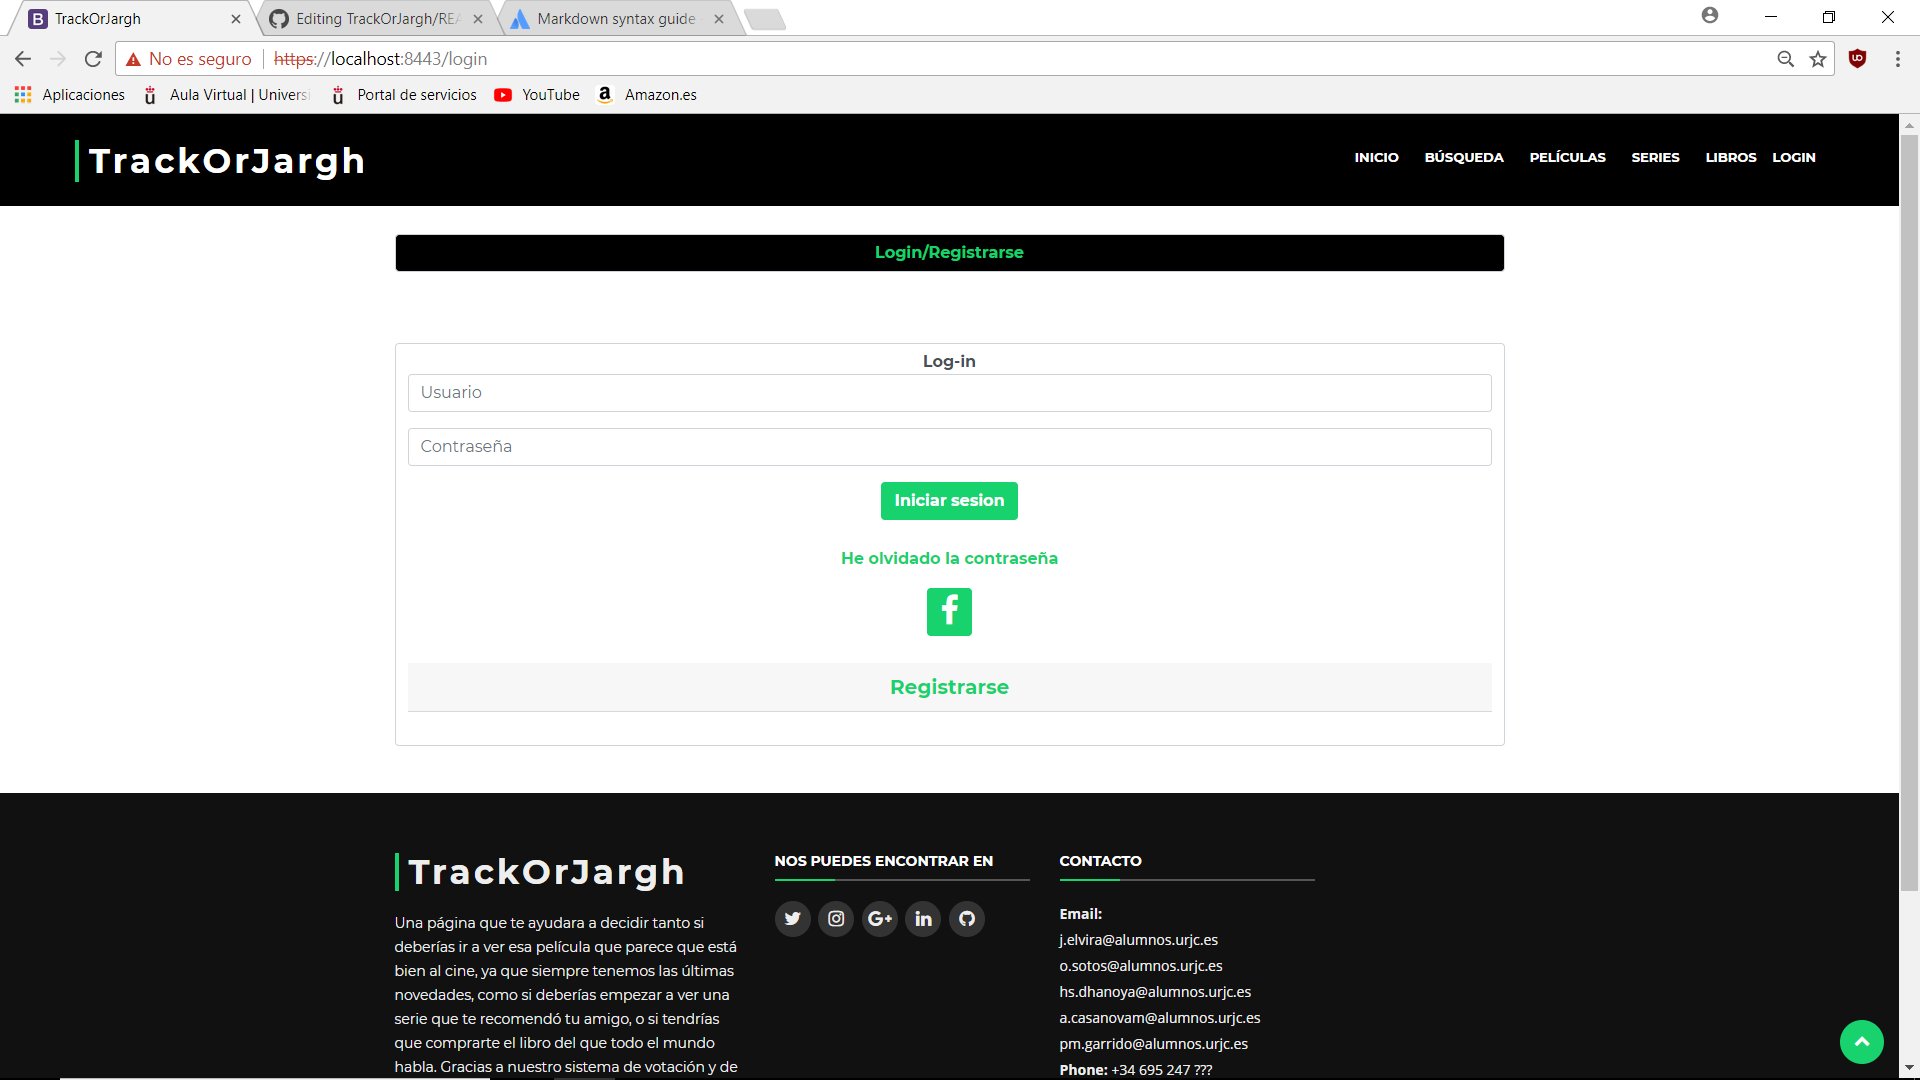 TrackOrJargh
Editing TrackOrJargh/REA
Markdown syntax guide
No es seguro
https://localhost:8443/login
Aplicaciones
Aula Virtual | Universi
Portal de servicios
YouTube
Amazon.es
TrackOrJargh
INICIO
BÚSQUEDA
PELÍCULAS
SERIES
LIBROS
LOGIN
Login/Registrarse
Log-in
Usuario
Contraseña
Iniciar sesion
He olvidado la contraseña
Registrarse
TrackOrJargh
Una página que te ayudara a decidir tanto si
deberías ir a ver esa película que parece que está
bien al cine, ya que siempre tenemos las últimas
novedades, como si deberías empezar a ver una
serie que te recomendó tu amigo, o si tendrías
que comprarte el libro del que todo el mundo
habla. Gracias a nuestro sistema de votación y de
NOS PUEDES ENCONTRAR EN
CONTACTO
Email:
j.elvira@alumnos.urjc.es
o.sotos@alumnos.urjc.es
hs.dhanoya@alumnos.urjc.es
a.casanovam@alumnos.urjc.es
pm.garrido@alumnos.urjc.es
Phone: +34 695 247 ???